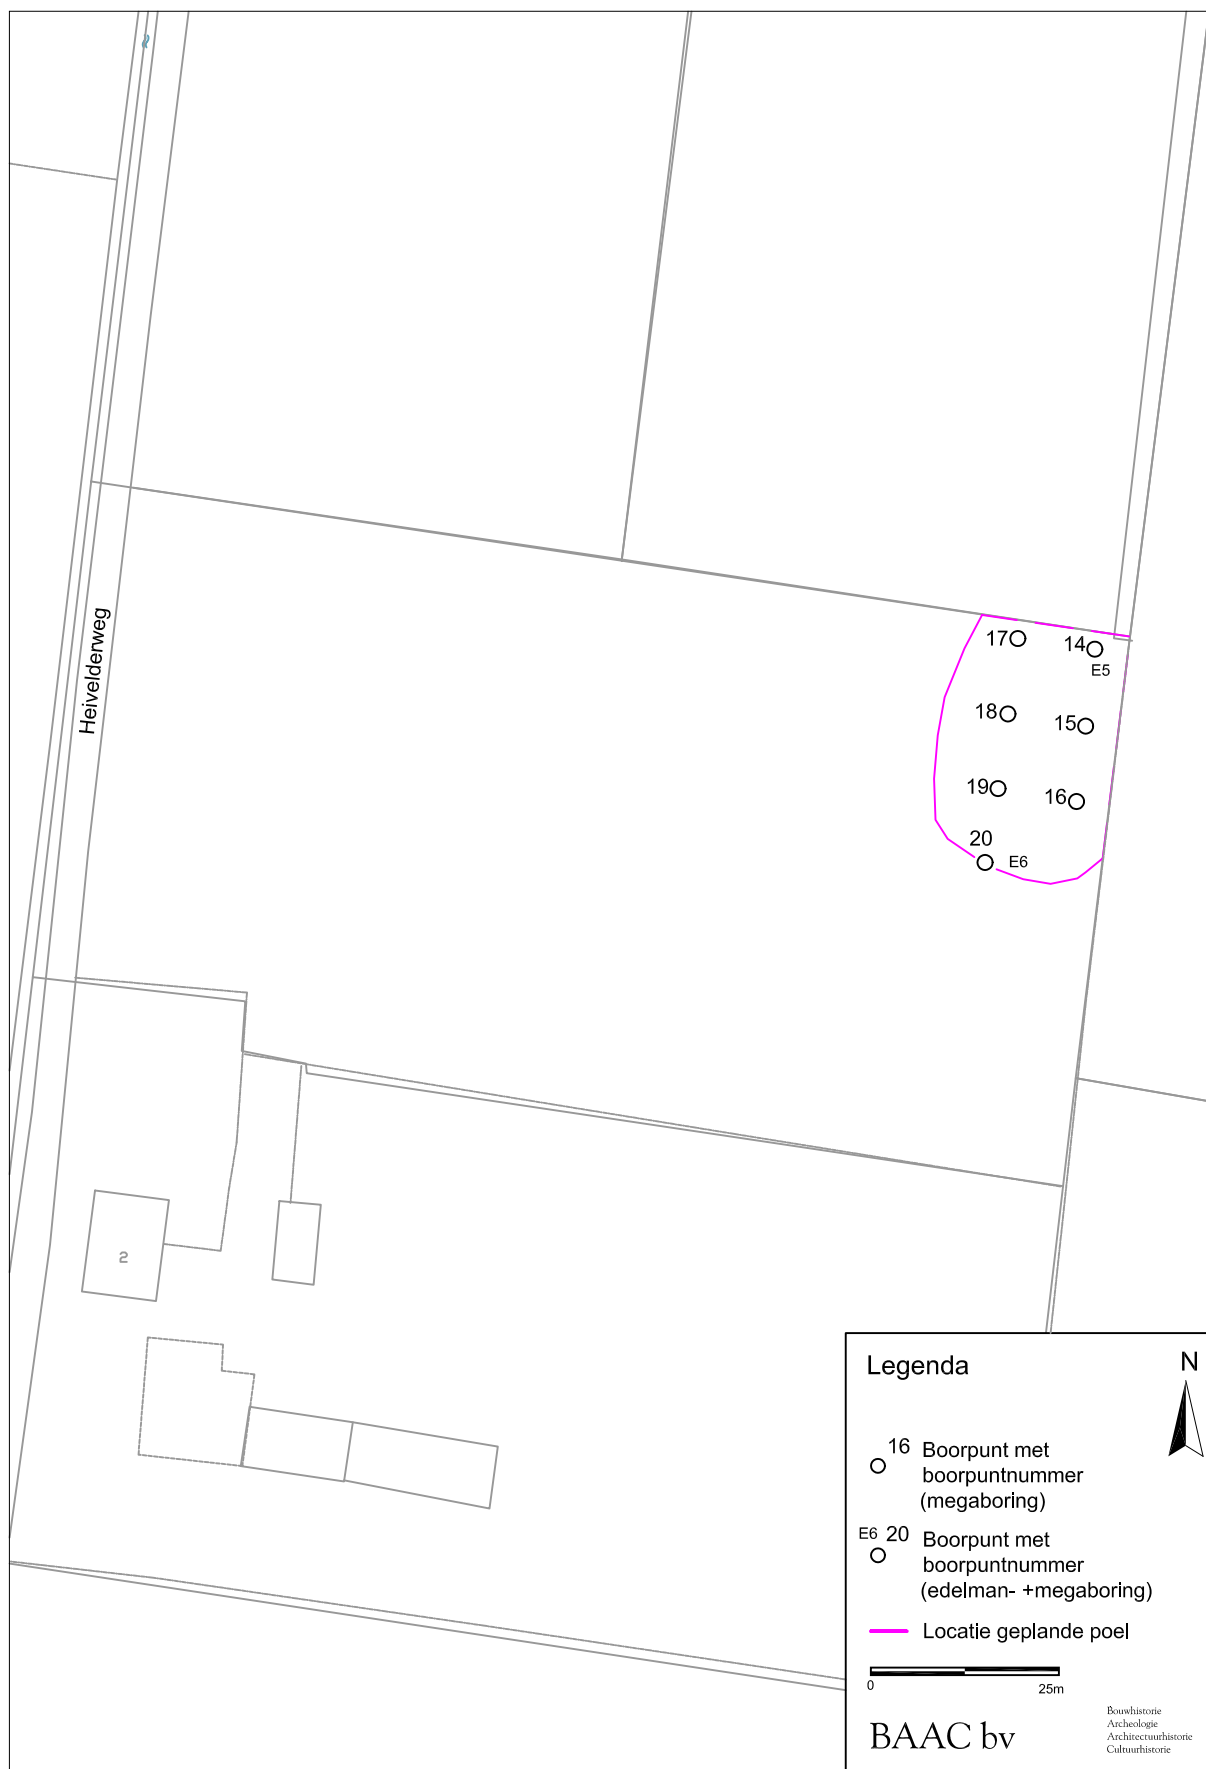 Heivelderweg
17
14
E5
18
15
19
16
20
E6
2
Legenda
N
16 Boorpunt met
boorpuntnummer
(megaboring)
E6 20 Boorpunt met
boorpuntnummer
(edelman- +megaboring)
Locatie geplande poel
0 25m
BAAC bv
Bouwhistorie
Archeologie
Architectuurhistorie
Cultuurhistorie